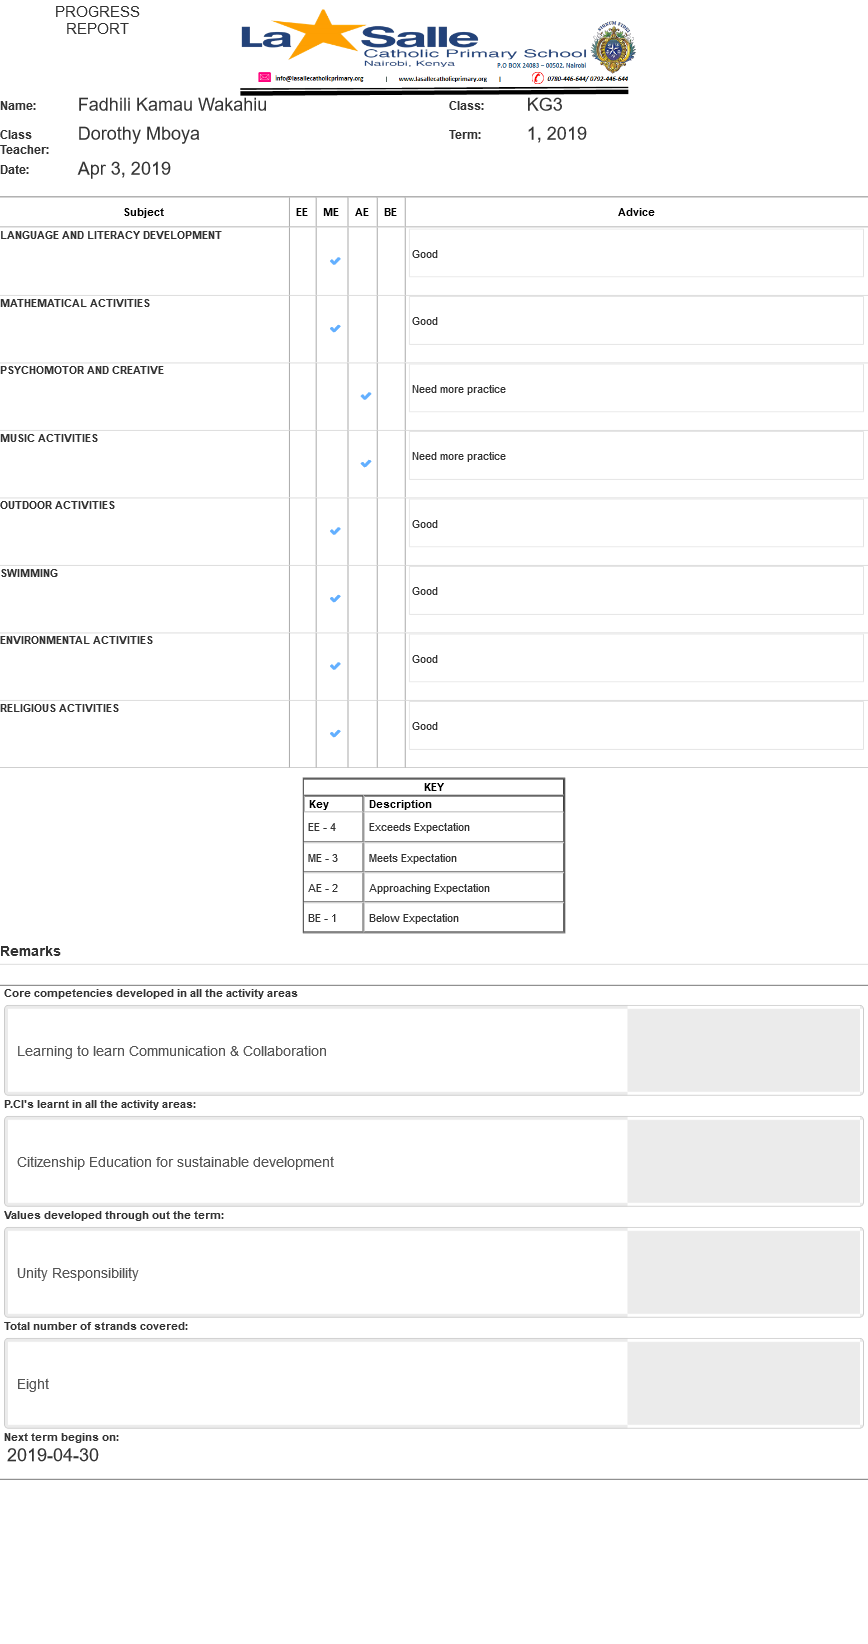 PROGRESS
REPORT
La Salle
Catholic Primary School
Nairobi, Kenya
P.O BOX 24083 – 00502, Nairobi
info@lasallecatholicprimary.org | www.lasallecatholicprimary.org | 0780-446-644/ 0792-446-644
Name: Fadhili Kamau Wakahiu Class: KG3
Class Teacher: Dorothy Mboya Term: 1, 2019
Date: Apr 3, 2019
Subject EE ME AE BE Advice
LANGUAGE AND LITERACY DEVELOPMENT ✔ Good
MATHEMATICAL ACTIVITIES ✔ Good
PSYCHOMOTOR AND CREATIVE ✔ Need more practice
MUSIC ACTIVITIES ✔ Need more practice
OUTDOOR ACTIVITIES ✔ Good
SWIMMING ✔ Good
ENVIRONMENTAL ACTIVITIES ✔ Good
RELIGIOUS ACTIVITIES ✔ Good
KEY
Key Description
EE - 4 Exceeds Expectation
ME - 3 Meets Expectation
AE - 2 Approaching Expectation
BE - 1 Below Expectation
Remarks
Core competencies developed in all the activity areas
Learning to learn Communication & Collaboration
P.CI's learnt in all the activity areas:
Citizenship Education for sustainable development
Values developed through out the term:
Unity Responsibility
Total number of strands covered:
Eight
Next term begins on:
2019-04-30